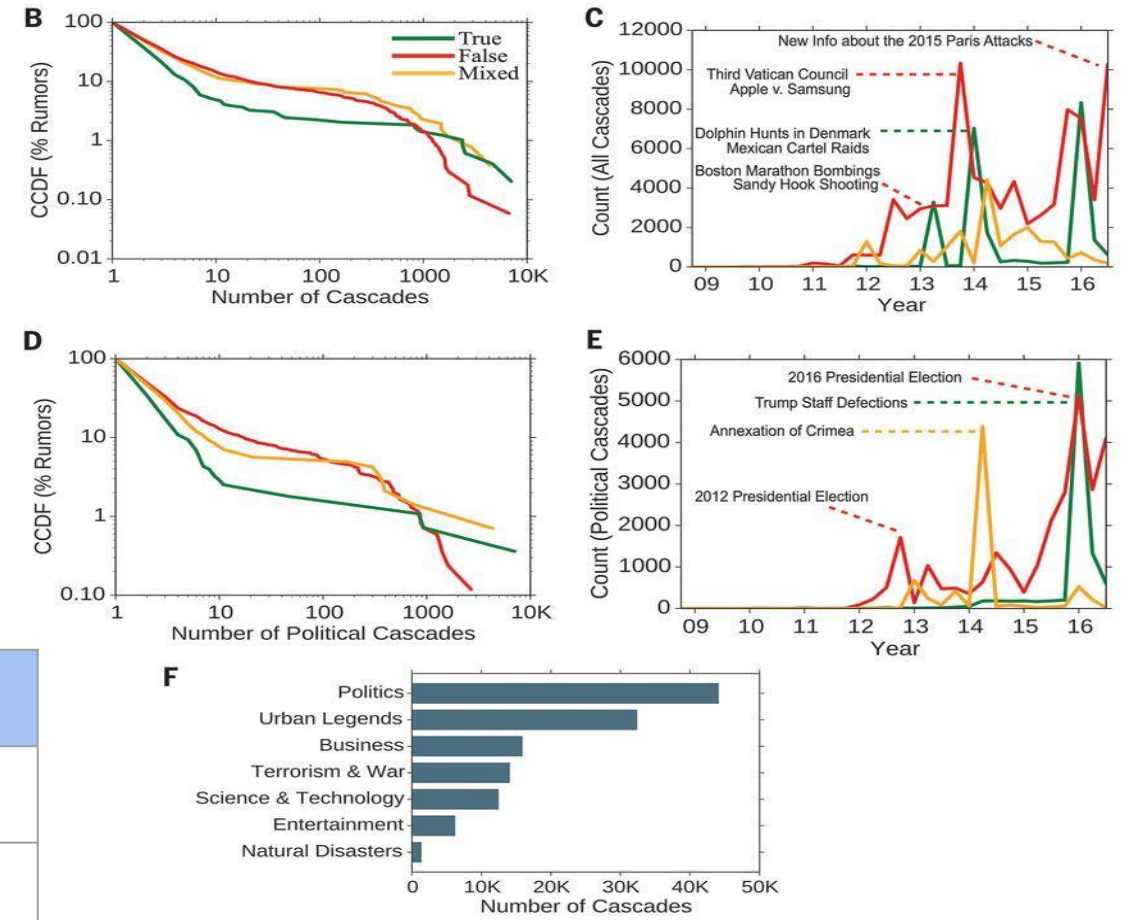 B
100
10
1
0.10
0.01
CCDF (% Rumors)
True
False
Mixed
1 10 100 1000 10K
Number of Cascades
C
12000
10000
8000
6000
4000
2000
0
Count (All Cascades)
New Info about the 2015 Paris Attacks
Third Vatican Council
Apple v. Samsung
Dolphin Hunts in Denmark
Mexican Cartel Raids
Boston Marathon Bombings
Sandy Hook Shooting
09 10 11 12 13 14 15 16
Year
D
100
10
1
0.10
CCDF (% Rumors)
1 10 100 1000 10K
Number of Political Cascades
E
6000
5000
4000
3000
2000
1000
0
Count (Political Cascades)
2016 Presidential Election
Trump Staff Defections
Annexation of Crimea
2012 Presidential Election
09 10 11 12 13 14 15 16
Year
F
Politics
Urban Legends
Business
Terrorism & War
Science & Technology
Entertainment
Natural Disasters
0 10K 20K 30K 40K 50K
Number of Cascades